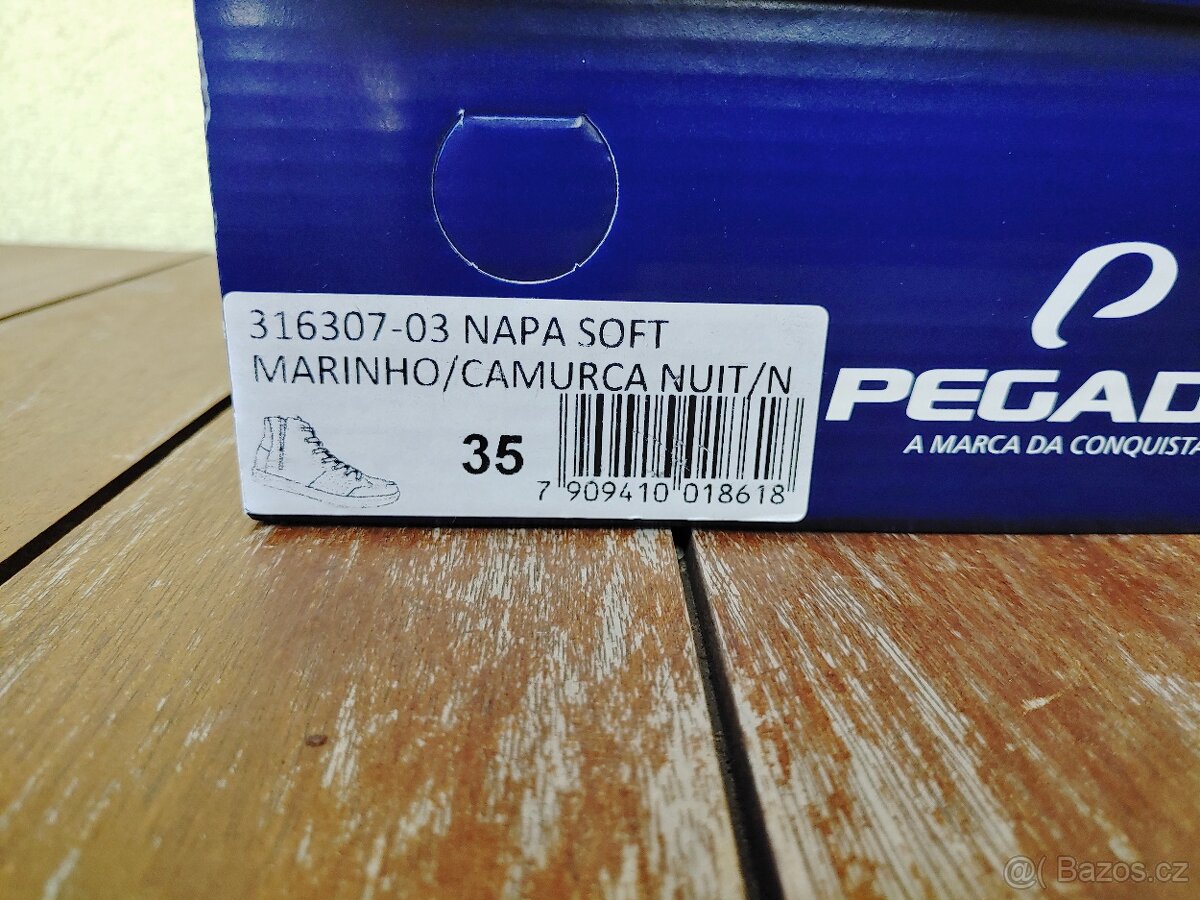 316307-03 NAPA SOFT
MARINHO/CAMURCA NUIT/N
35
7 909410 018618
PEGAD
A MARCA DA CONQUISTA
@( Bazos.cz